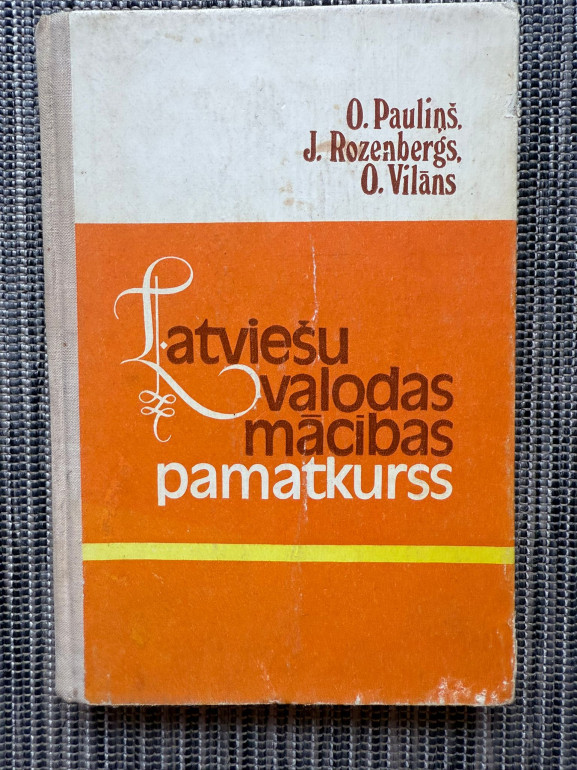 O. Pauliņš,
J. Rozenbergs,
O. Vilāns
Latviešu
valodas
mācības
pamatkurss